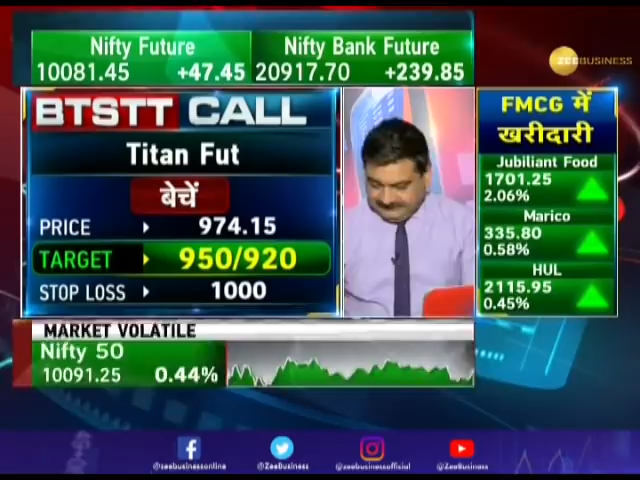 Nifty Future
10081.45 +47.45
Nifty Bank Future
20917.70 +239.85
ZEEBUSINESS
BTSTT CALL
Titan Fut
बेचें
PRICE 974.15
TARGET 950/920
STOP LOSS 1000
FMCG में
खरीदारी
Jubiliant Food
1701.25
2.06%
Marico
335.80
0.58%
HUL
2115.95
0.45%
MARKET VOLATILE
Nifty 50
10091.25 0.44%
@zeebusinessonline
@ZeeBusiness
@zeebusinessofficial
@ZeeBusiness